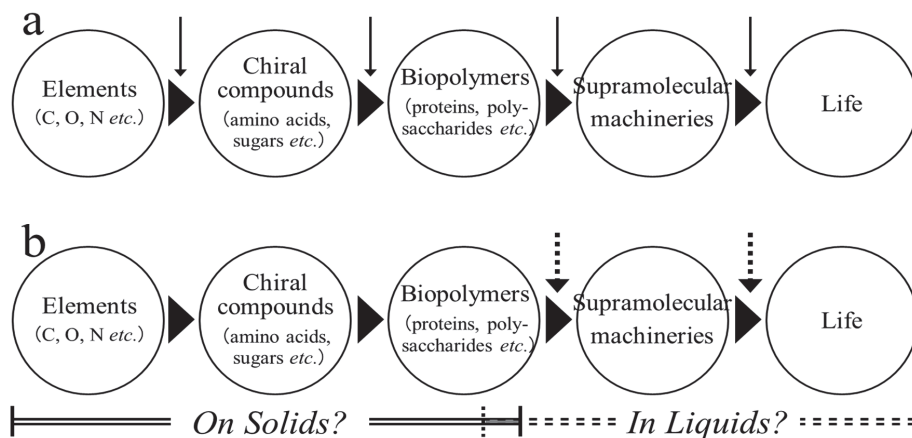 a
Elements
(C, O, N etc.)
Chiral
compounds
(amino acids,
sugars etc.)
Biopolymers
(proteins, poly-
saccharides etc.)
Supramolecular
machineries
Life
b
Elements
(C, O, N etc.)
Chiral
compounds
(amino acids,
sugars etc.)
Biopolymers
(proteins, poly-
saccharides etc.)
Supramolecular
machineries
Life
On Solids?
In Liquids?